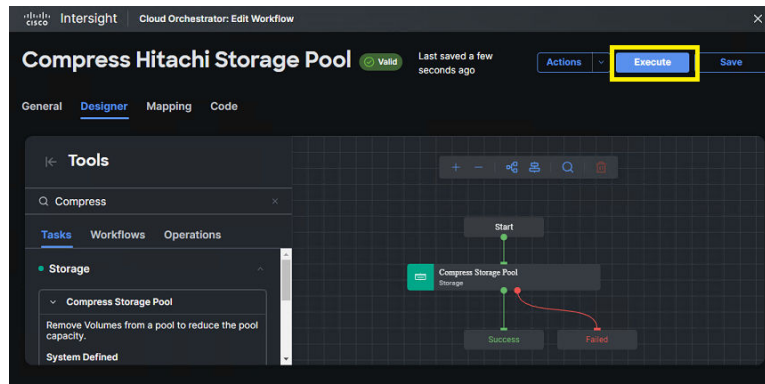 cisco Intersight Cloud Orchestrator: Edit Workflow
Compress Hitachi Storage Pool Valid
Last saved a few
seconds ago
Actions Execute Save
General Designer Mapping Code
Tools
Compress
Tasks Workflows Operations
Storage
Compress Storage Pool
Remove Volumes from a pool to reduce the pool
capacity.
System Defined
Start
Compress Storage Pool
Storage
Success Failed